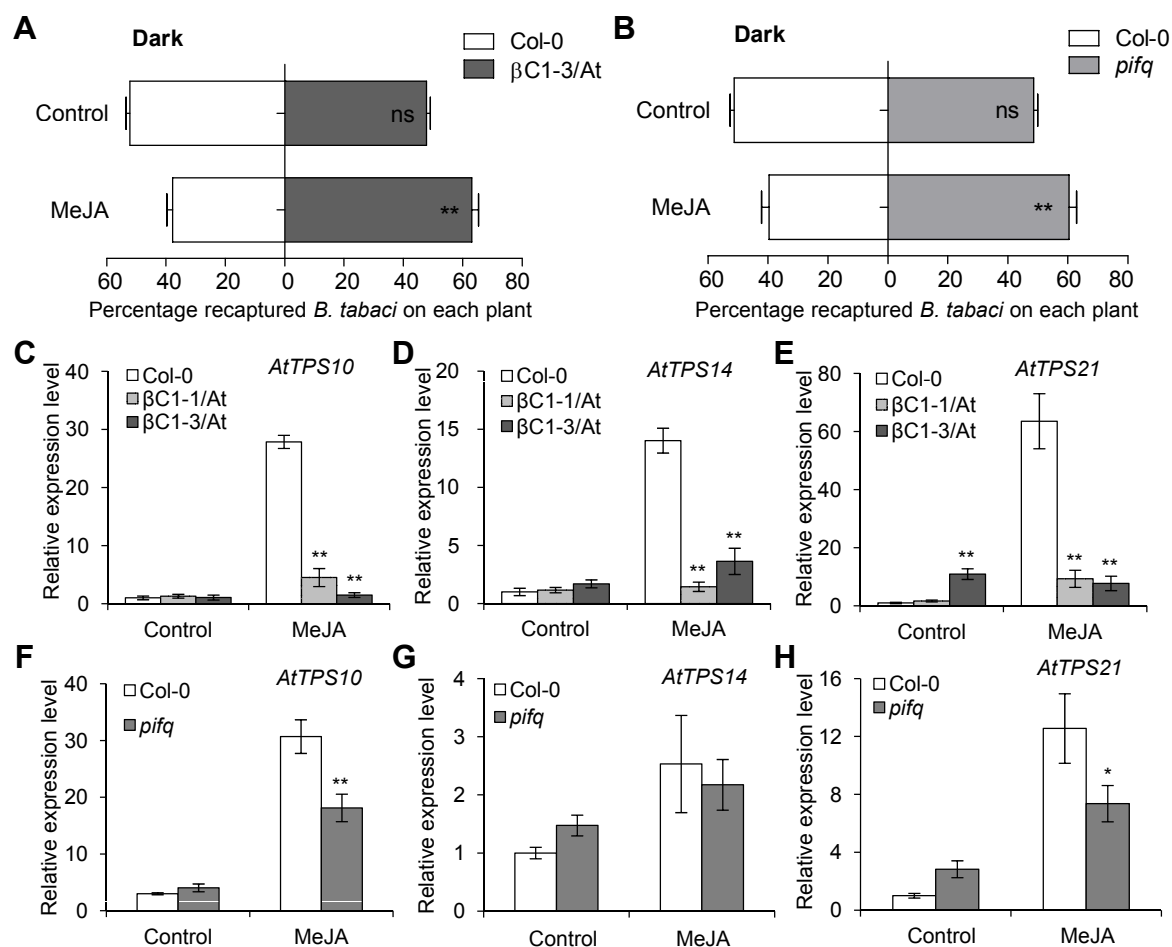 A
Dark
Col-0
βC1-3/At
Control
ns
MeJA
**
60 40 20 0 20 40 60 80
Percentage recaptured B. tabaci on each plant
B
Dark
Col-0
pifq
Control
ns
MeJA
**
60 40 20 0 20 40 60 80
Percentage recaptured B. tabaci on each plant
C
AtTPS10
Relative expression level
40
30
20
10
0
Col-0
βC1-1/At
βC1-3/At
**
**
Control MeJA
D
AtTPS14
Relative expression level
20
15
10
5
0
Col-0
βC1-1/At
βC1-3/At
**
**
Control MeJA
E
AtTPS21
Relative expression level
80
60
40
20
0
Col-0
βC1-1/At
βC1-3/At
**
**
**
Control MeJA
F
AtTPS10
Relative expression level
40
30
20
10
0
Col-0
pifq
**
Control MeJA
G
AtTPS14
Relative expression level
4
3
2
1
0
Col-0
pifq
Control MeJA
H
AtTPS21
Relative expression level
16
12
8
4
0
Col-0
pifq
*
Control MeJA